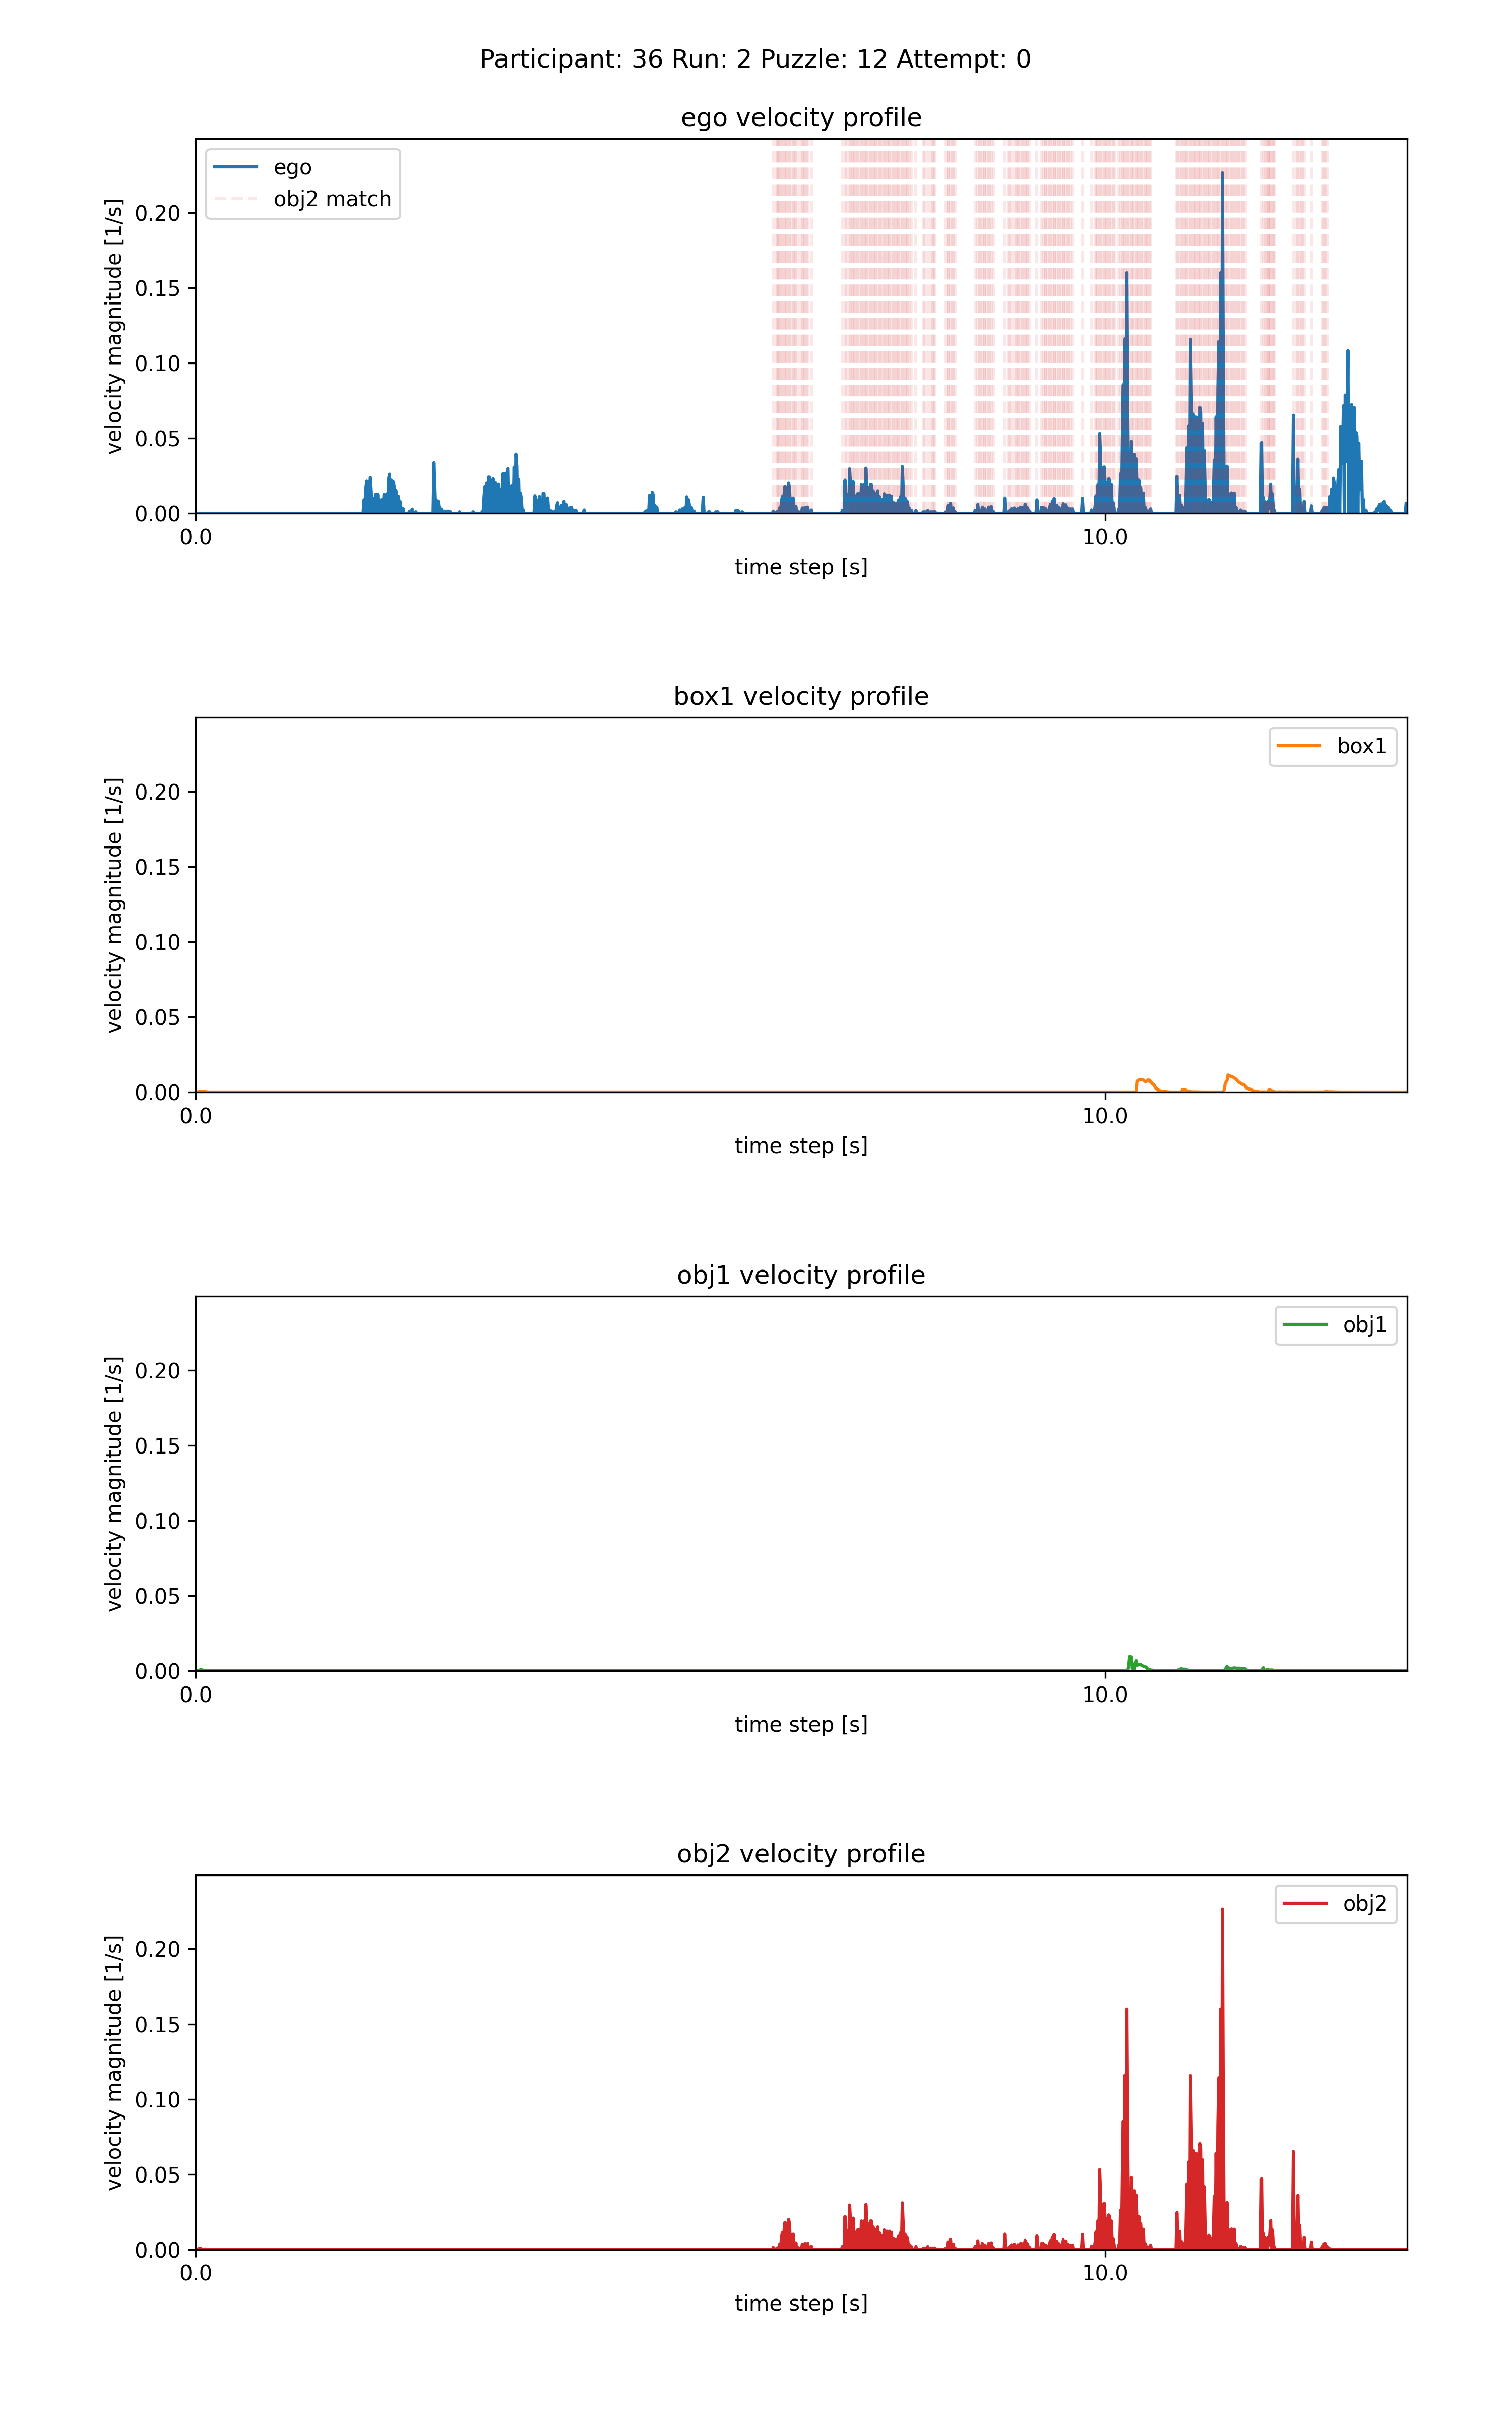 Participant: 36 Run: 2 Puzzle: 12 Attempt: 0
ego velocity profile
ego
obj2 match
velocity magnitude [1/s]
0.20
0.15
0.10
0.05
0.00
0.0
10.0
time step [s]
box1 velocity profile
box1
velocity magnitude [1/s]
0.20
0.15
0.10
0.05
0.00
0.0
10.0
time step [s]
obj1 velocity profile
obj1
velocity magnitude [1/s]
0.20
0.15
0.10
0.05
0.00
0.0
10.0
time step [s]
obj2 velocity profile
obj2
velocity magnitude [1/s]
0.20
0.15
0.10
0.05
0.00
0.0
10.0
time step [s]